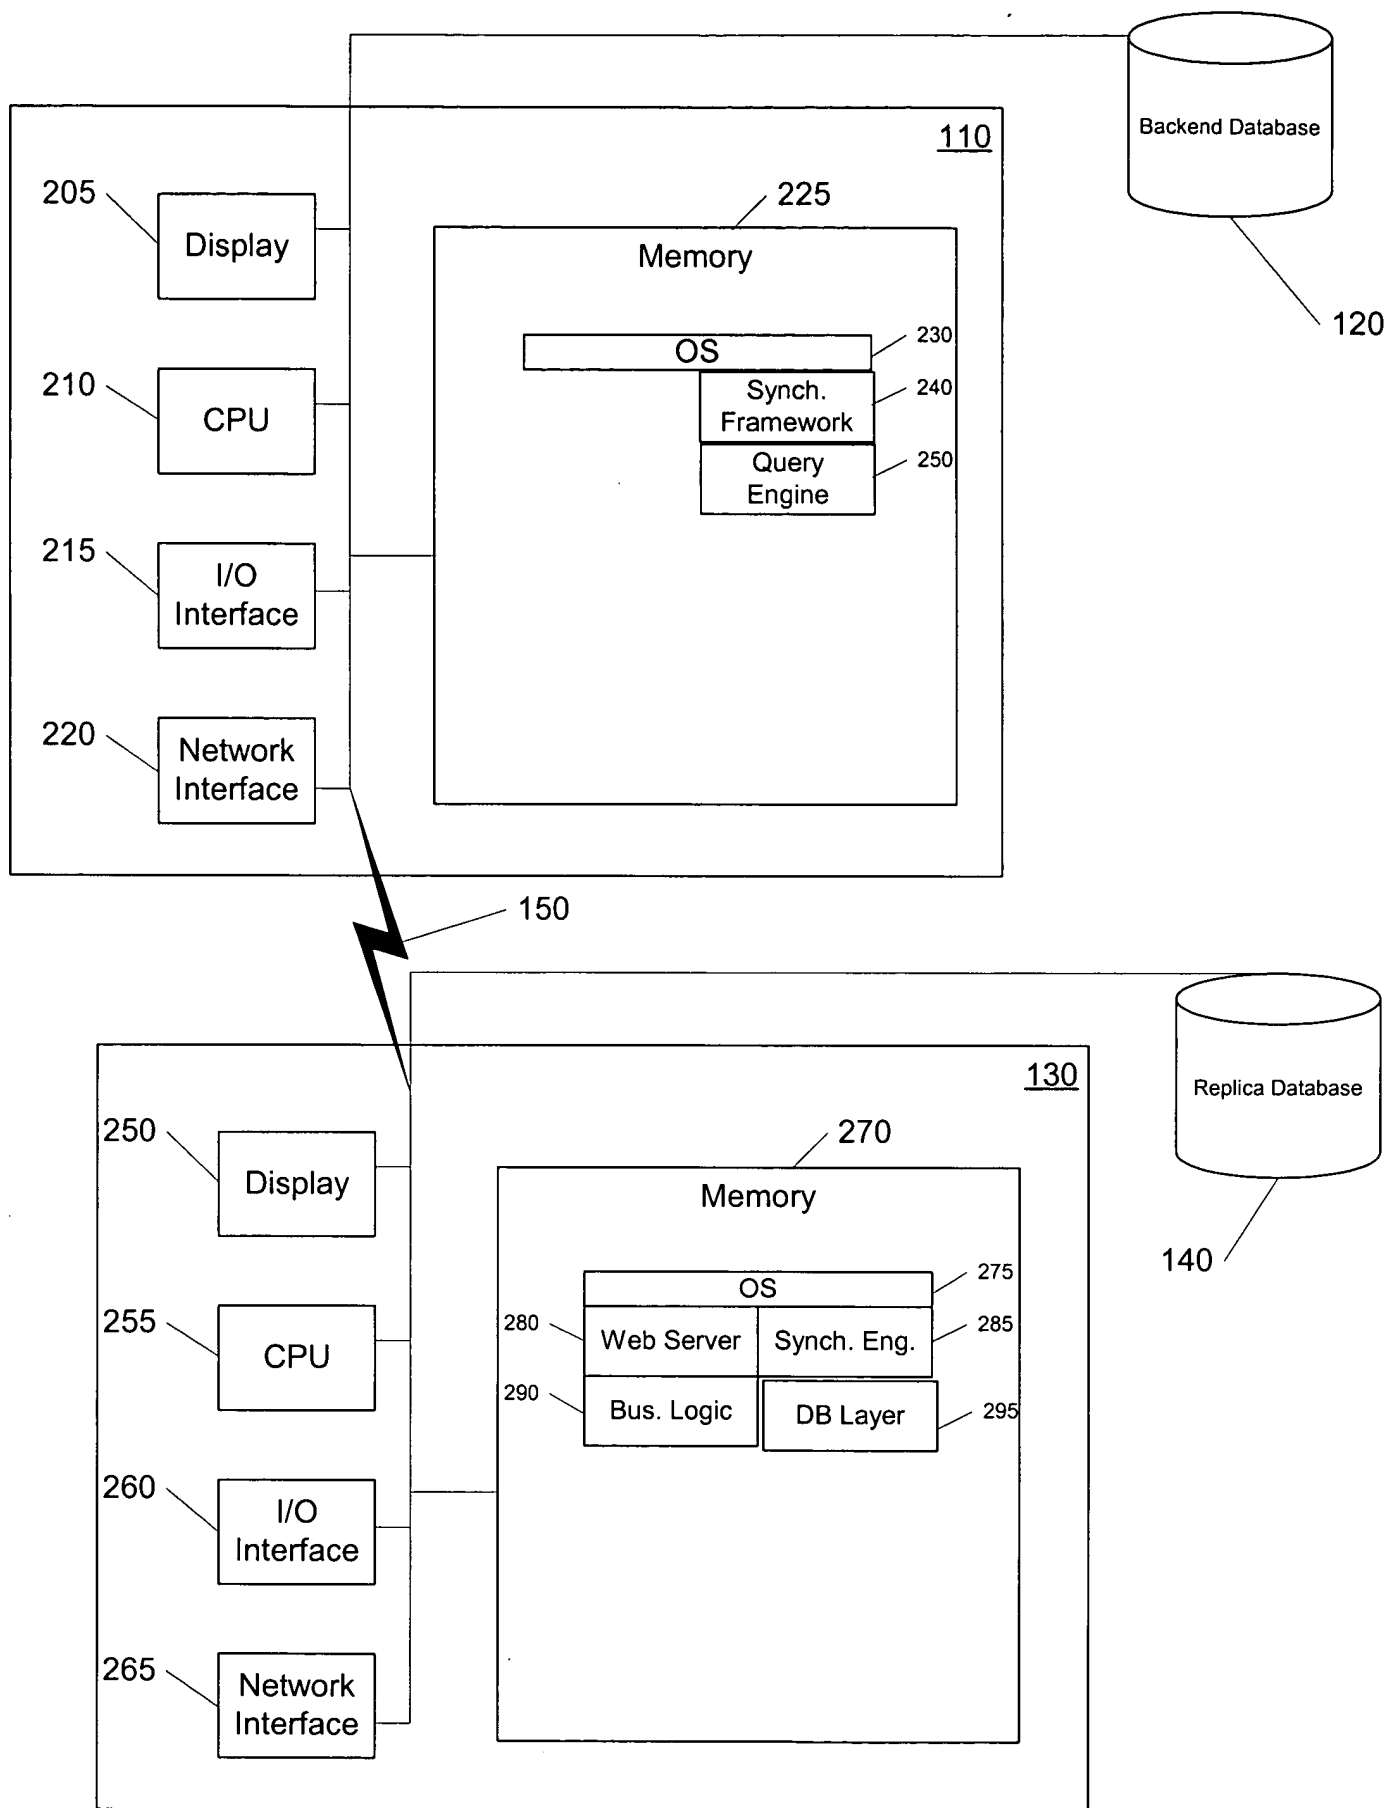 Backend Database
120
110
205
Display
225
Memory
OS
230
Synch.
Framework
240
Query
Engine
250
210
CPU
215
I/O
Interface
220
Network
Interface
150
Replica Database
140
130
250
Display
270
Memory
OS
275
280
Web Server
Synch. Eng.
285
290
Bus. Logic
DB Layer
295
255
CPU
260
I/O
Interface
265
Network
Interface